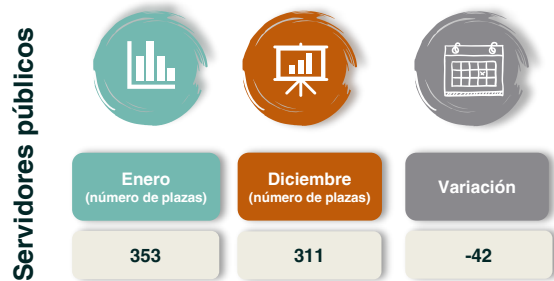 Servidores públicos
Enero
(número de plazas)
Diciembre
(número de plazas)
Variación
353
311
-42